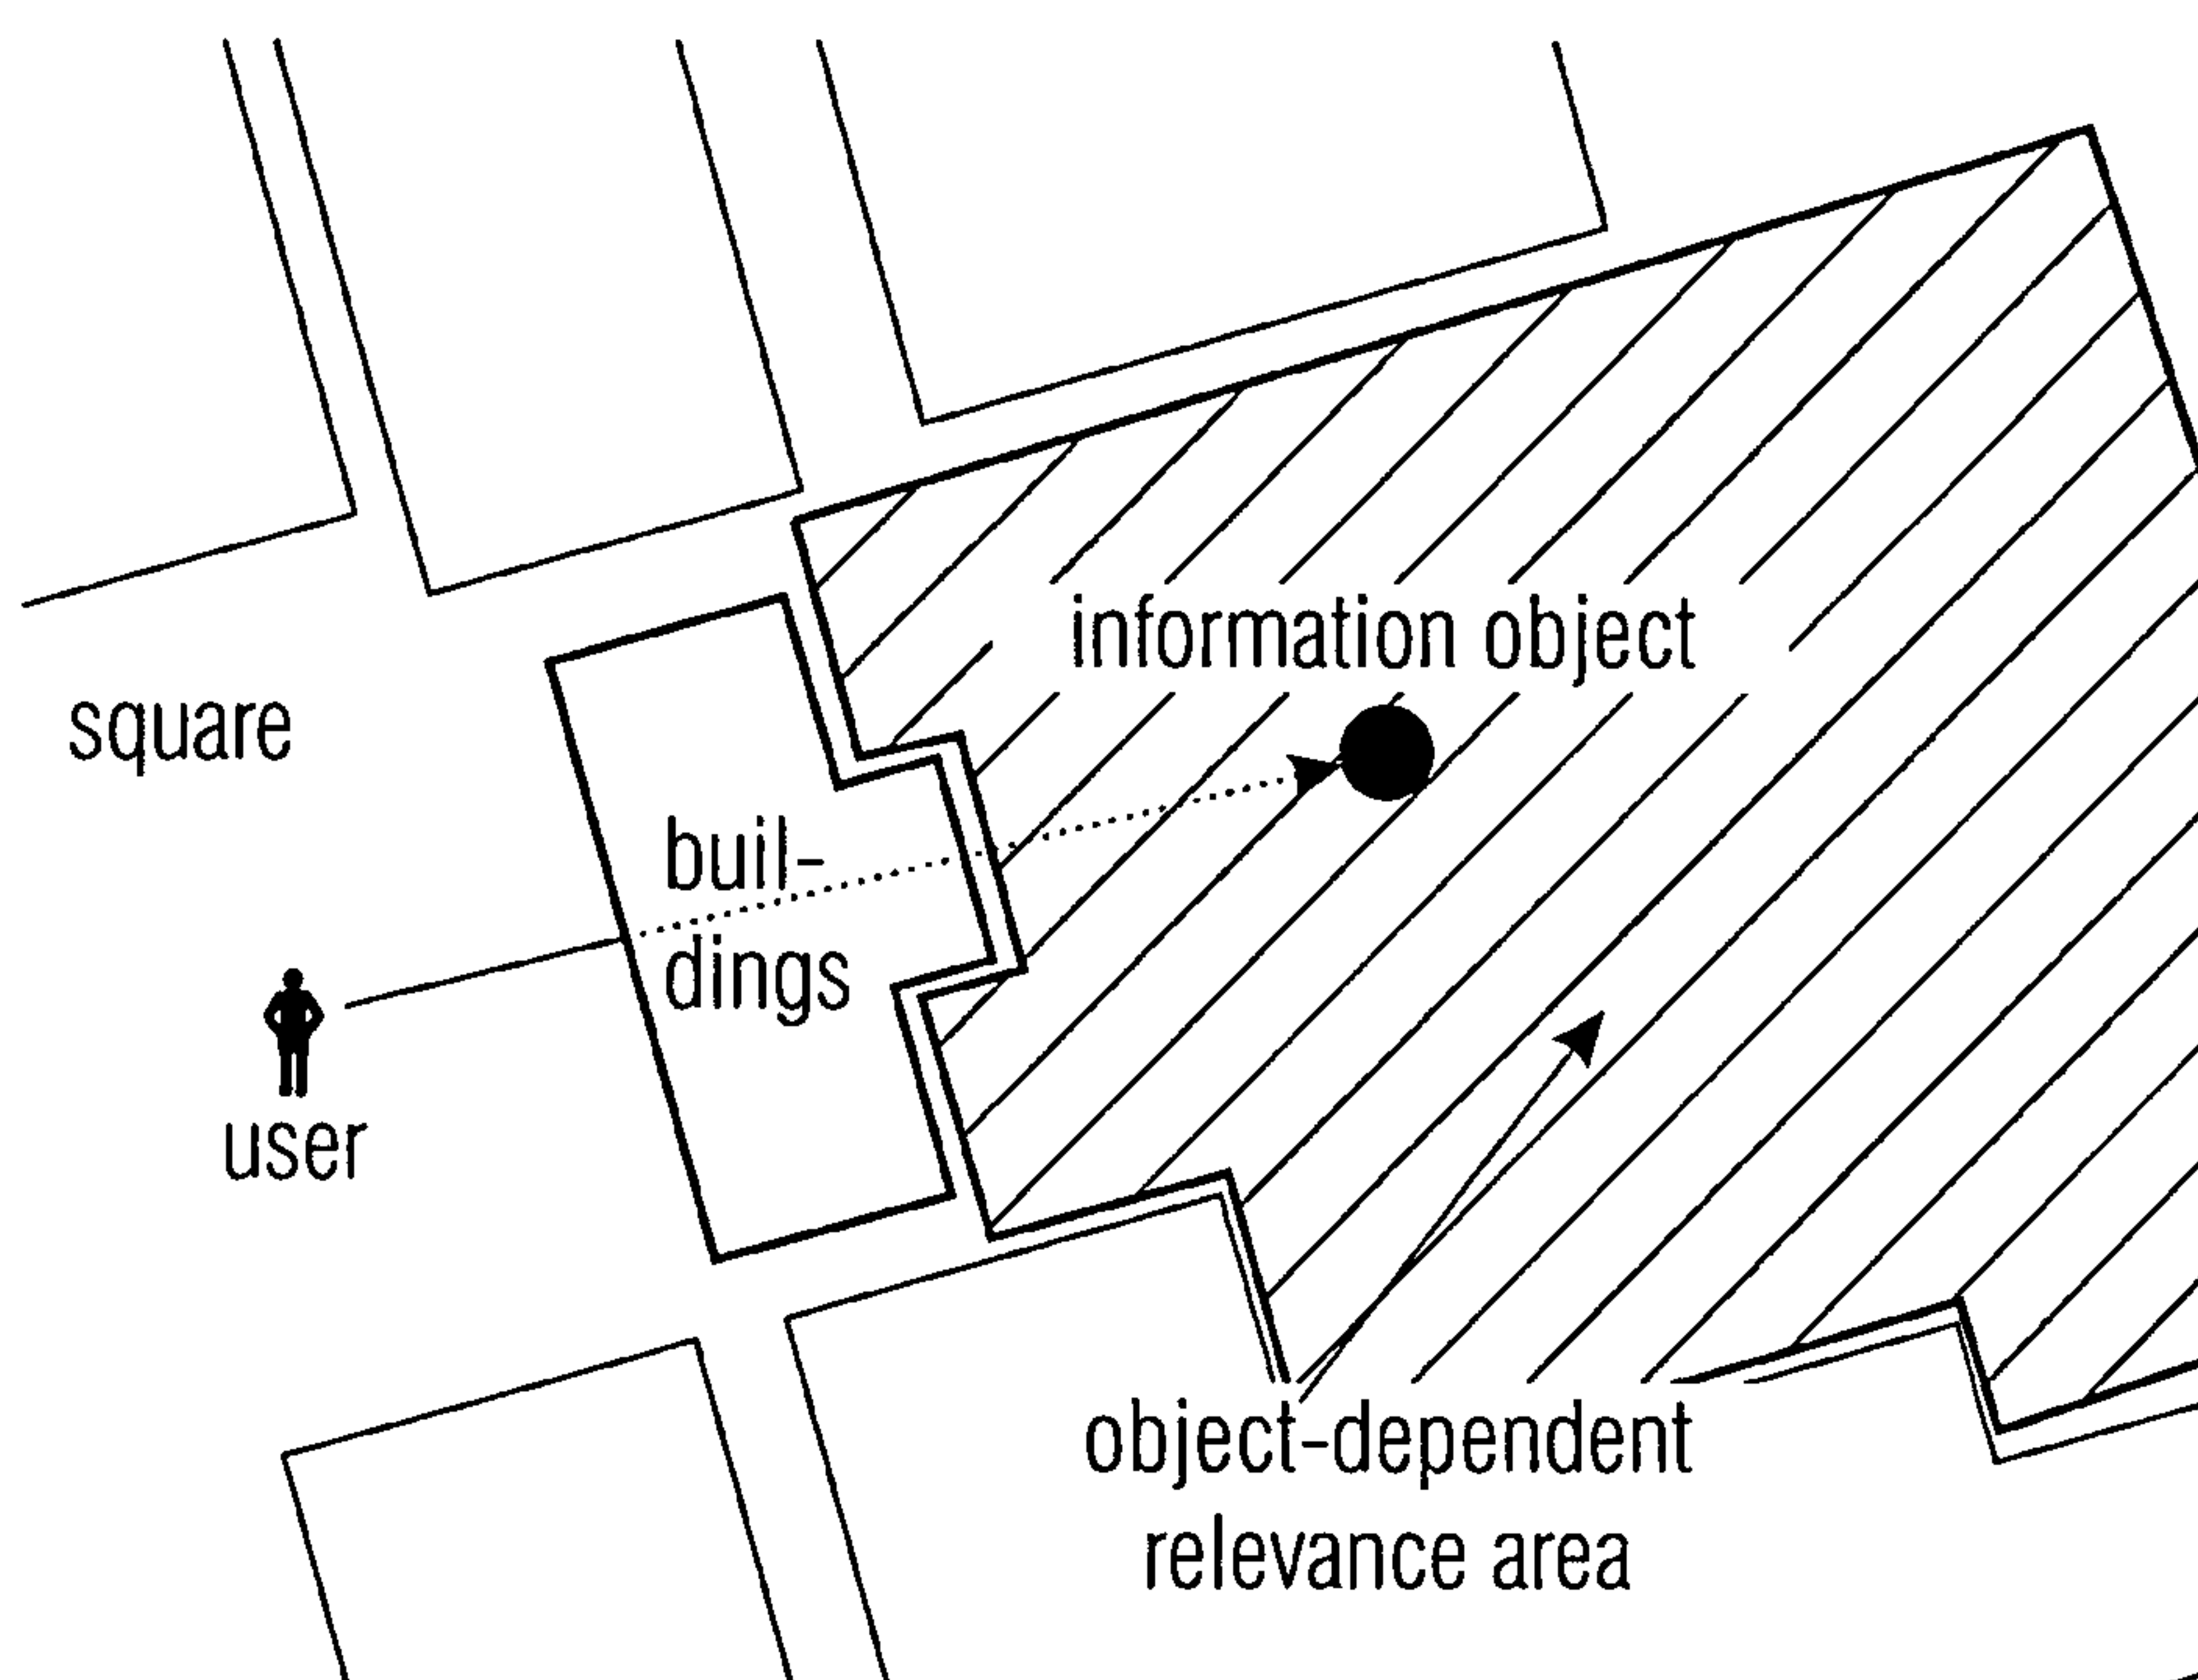 information object
square
buil-
dings
user
object-dependent
relevance area